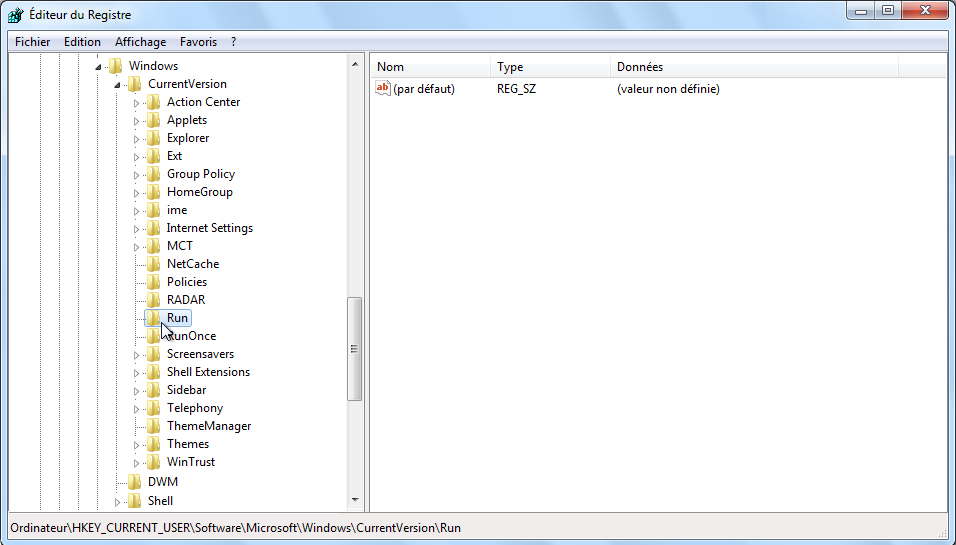 Éditeur du Registre
Fichier Edition Affichage Favoris ?
Windows
CurrentVersion
Action Center
Applets
Explorer
Ext
Group Policy
HomeGroup
ime
Internet Settings
MCT
NetCache
Policies
RADAR
Run
RunOnce
Screensavers
Shell Extensions
Sidebar
Telephony
ThemeManager
Themes
WinTrust
DWM
Shell
Nom Type Données
ab (par défaut) REG_SZ (valeur non définie)
Ordinateur\HKEY_CURRENT_USER\Software\Microsoft\Windows\CurrentVersion\Run